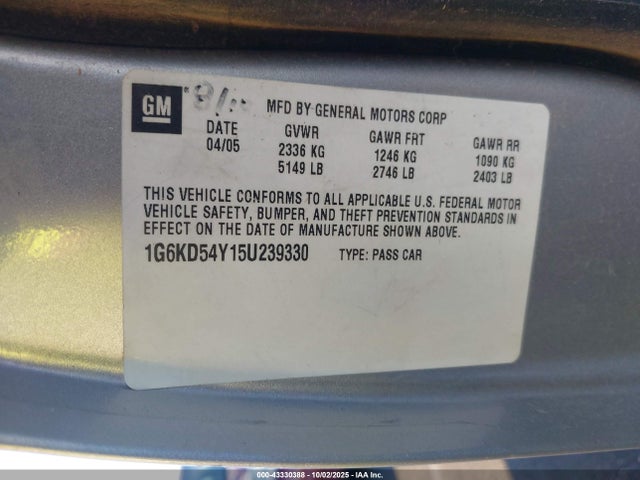 GM
MFD BY GENERAL MOTORS CORP
DATE GVWR GAWR FRT GAWR RR
04/05 2336 KG 1246 KG 1090 KG
5149 LB 2746 LB 2403 LB
THIS VEHICLE CONFORMS TO ALL APPLICABLE U.S. FEDERAL MOTOR
VEHICLE SAFETY, BUMPER, AND THEFT PREVENTION STANDARDS IN
EFFECT ON THE DATE OF MANUFACTURE SHOWN ABOVE.
1G6KD54Y15U239330 TYPE: PASS CAR
000-43330388 - 10/02/2025 - IAA Inc.